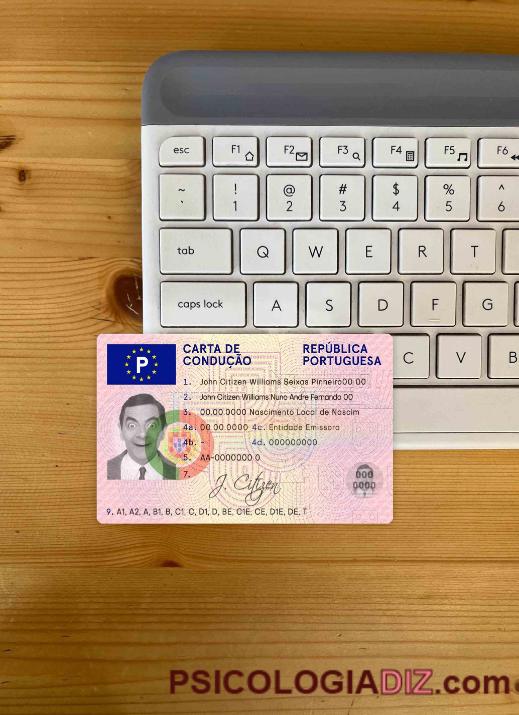 esc F1 F2 F3 F4 F5 F6
~ ! @ # $ % ^
` 1 2 3 4 5 6
tab Q W E R T
caps lock A S D F G
C V B
CARTA DE CONDUÇÃO
REPÚBLICA PORTUGUESA
P
1. John Citizen Williams Seixas Pinheiro00 00
2. John Citizen Williams Nuno Andre Fernando 00
3. 00.00.0000 Nascimento Local de Nascim
4a. 00.00.0000 4c. Entidade Emissora
4b. - 4d. 000000000
5. AA-0000000 0
7.
J Citizen
000
0000
9. A1, A2, A, B1, B, C1, C, D1, D, BE, C1E, CE, D1E, DE, T
PSICOLOGIADIZ.com